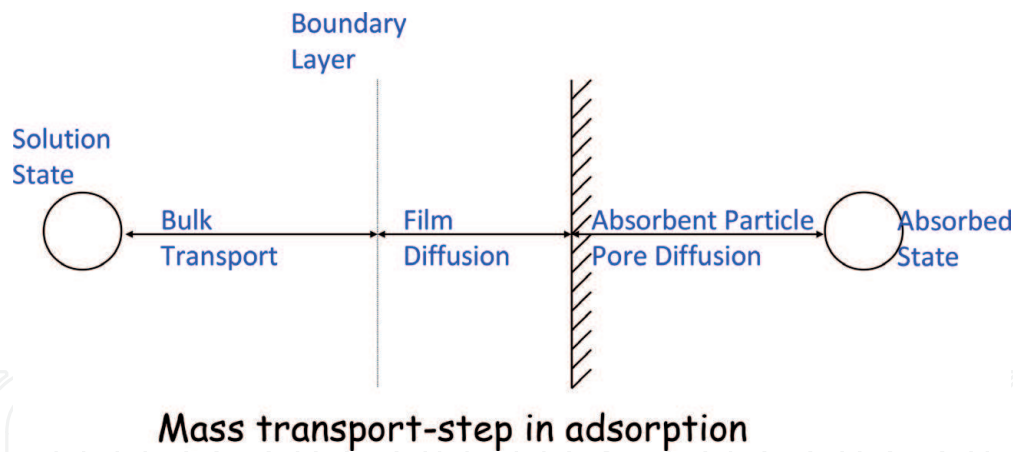 Boundary
Layer
Solution
State
Bulk
Transport
Film
Diffusion
Absorbent Particle
Pore Diffusion
Absorbed
State
Mass transport-step in adsorption